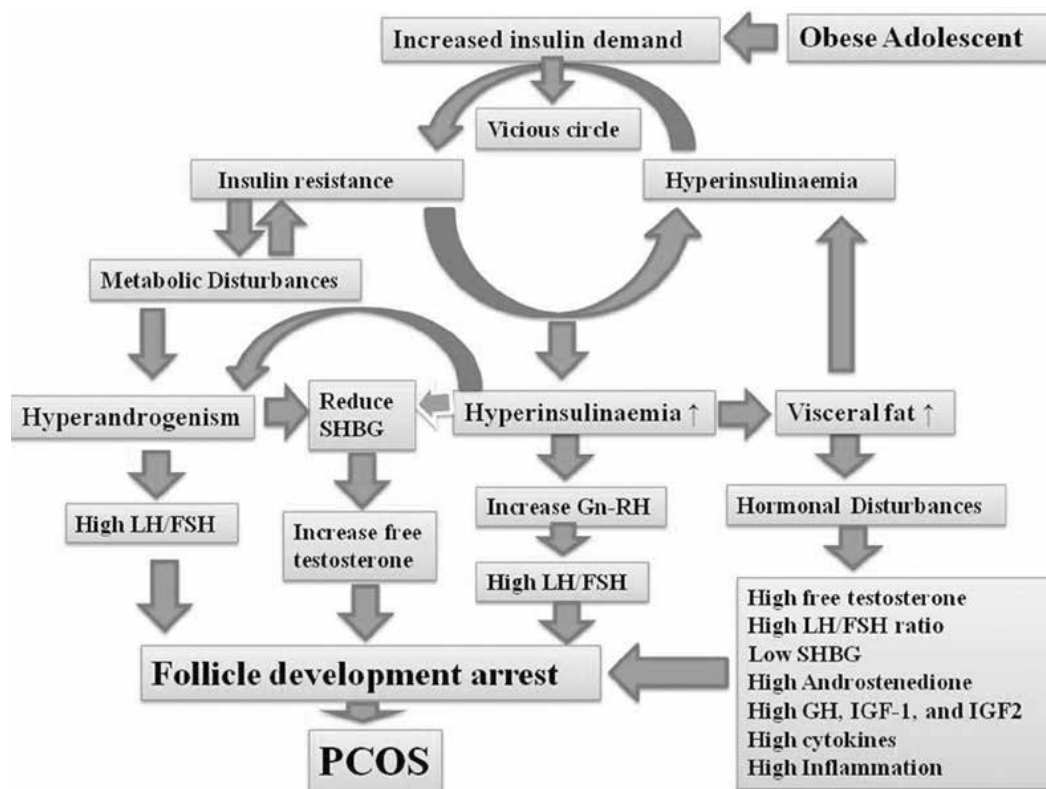 Increased insulin demand
Obese Adolescent
Vicious circle
Insulin resistance
Hyperinsulinaemia
Metabolic Disturbances
Hyperandrogenism
Reduce
SHBG
Hyperinsulinaemia ↑
Visceral fat ↑
High LH/FSH
Increase free
testosterone
Increase Gn-RH
High LH/FSH
Hormonal Disturbances
High free testosterone
High LH/FSH ratio
Low SHBG
High Androstenedione
High GH, IGF-1, and IGF2
High cytokines
High Inflammation
Follicle development arrest
PCOS